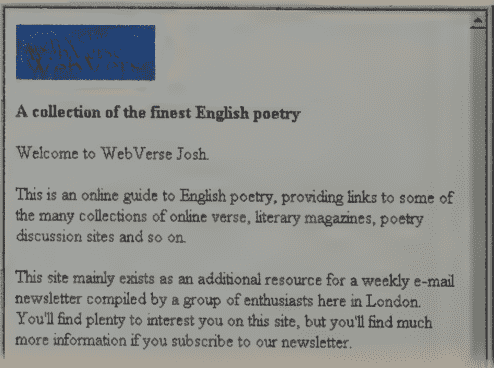 A collection of the finest English poetry
Welcome to WebVerse Josh.
This is an online guide to English poetry, providing links to some of
the many collections of online verse, literary magazines, poetry
discussion sites and so on.
This site mainly exists as an additional resource for a weekly e-mail
newsletter compiled by a group of enthusiasts here in London.
You'll find plenty to interest you on this site, but you'll find much
more information if you subscribe to our newsletter.